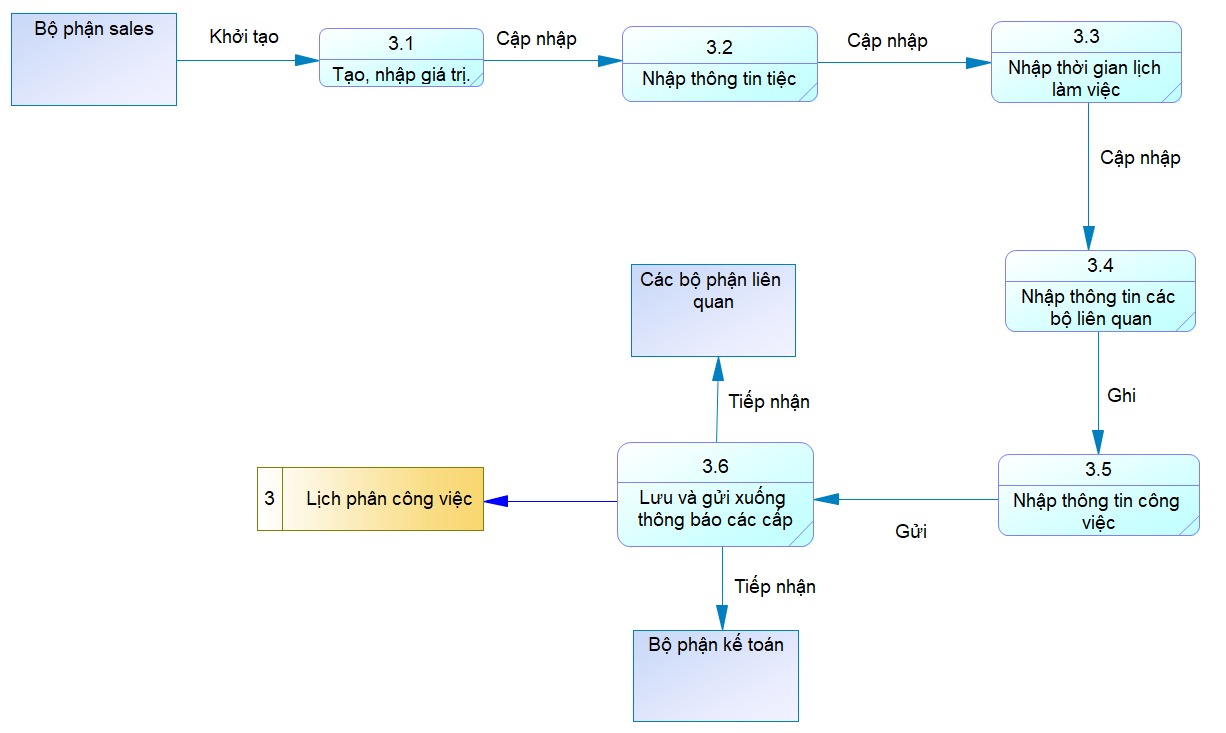 Bộ phận sales
Khởi tạo
3.1
Tạo, nhập giá trị.
Cập nhập
3.2
Nhập thông tin tiệc
Cập nhập
3.3
Nhập thời gian lịch
làm việc
Cập nhập
3.4
Nhập thông tin các
bộ liên quan
Ghi
3.5
Nhập thông tin công
việc
Gửi
3.6
Lưu và gửi xuống
thông báo các cấp
Tiếp nhận
Các bộ phận liên
quan
3
Lịch phân công việc
Tiếp nhận
Bộ phận kế toán